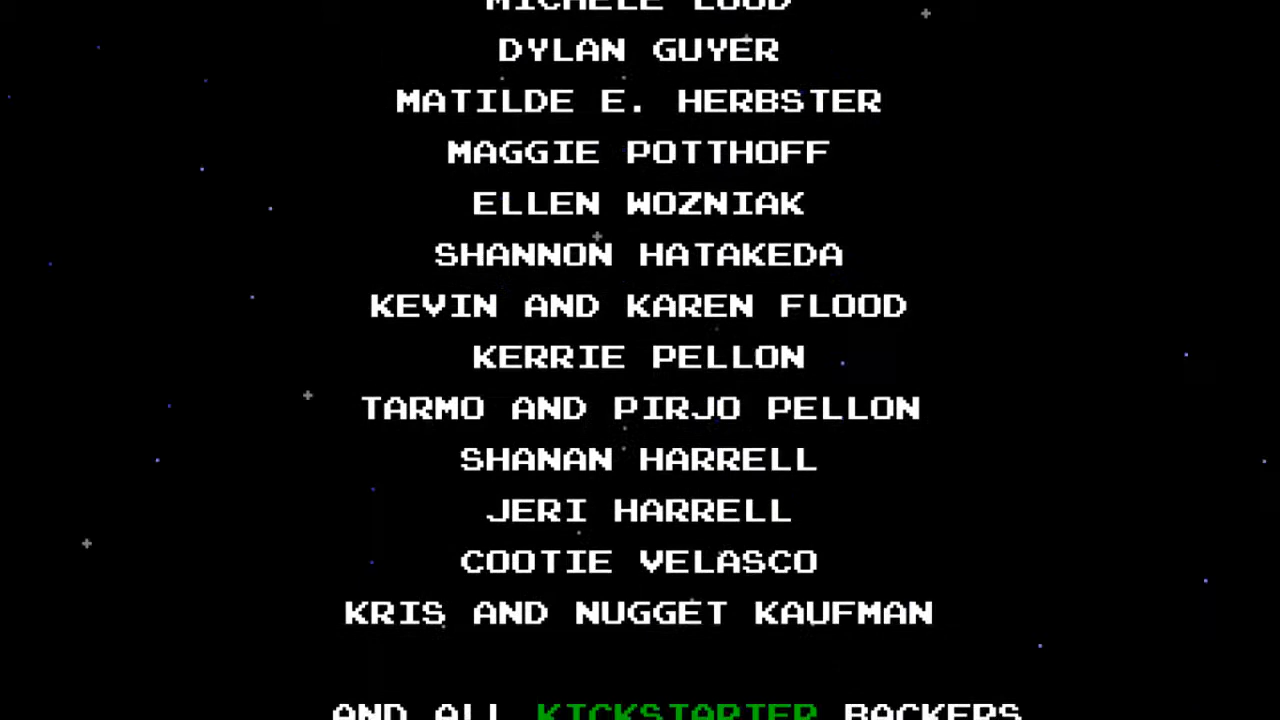 MICHELE
DYLAN GUYER
MATILDE E. HERBSTER
MAGGIE POTTHOFF
ELLEN WOZNIAK
SHANNON HATAKEDA
KEVIN AND KAREN FLOOD
KERRIE PELLON
TARMO AND PIRJO PELLON
SHANAN HARRELL
JERI HARRELL
COOTIE VELASCO
KRIS AND NUGGET KAUFMAN
AND ALL KICKSTARTER BACKERS